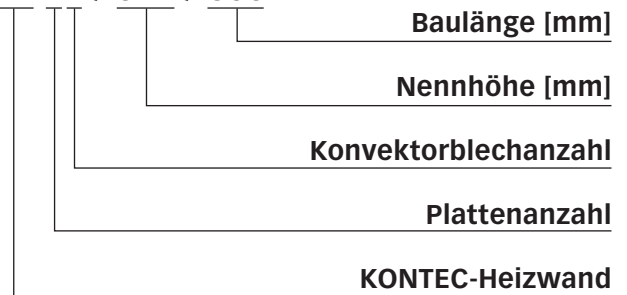 Baulänge [mm]
Nennhöhe [mm]
Konvektorblechanzahl
Plattenanzahl
KONTEC-Heizwand